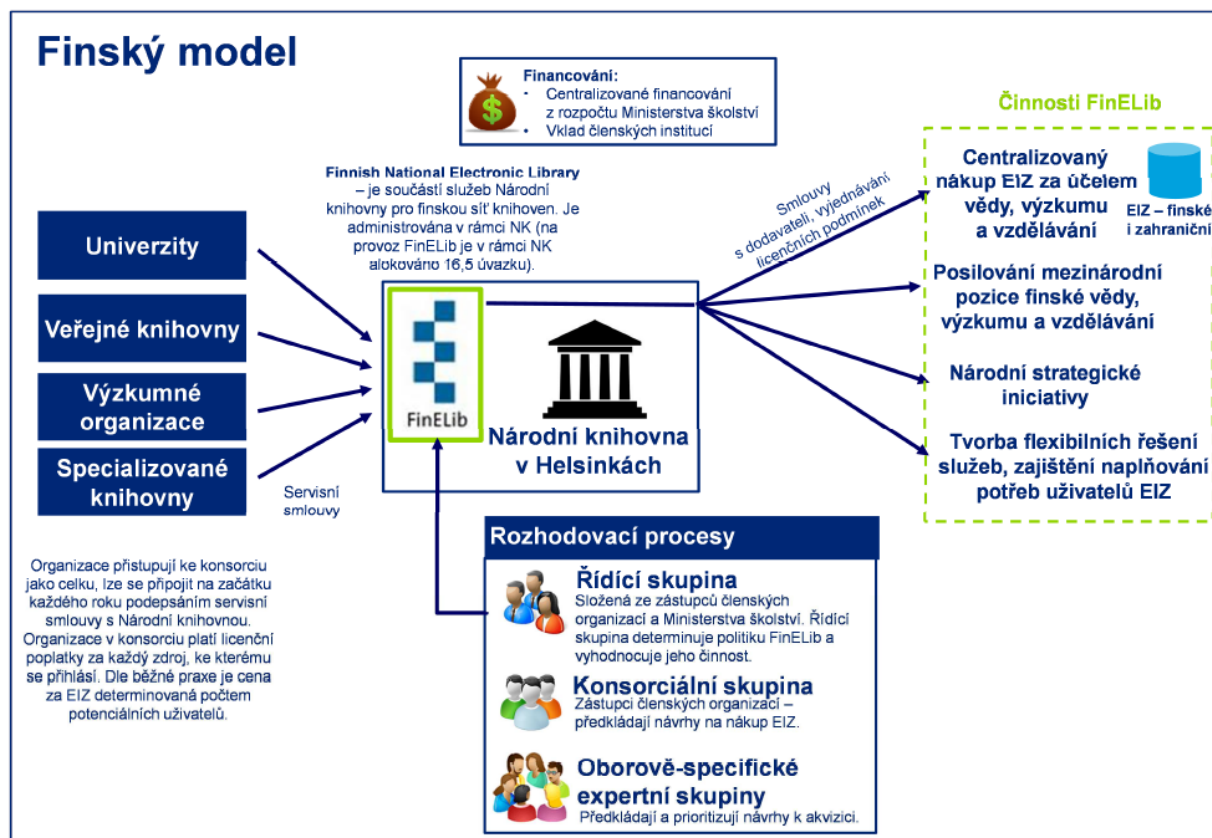 Finský model
Financování:
• Centralizované financování
z rozpočtu Ministerstva školství
• Vklad členských institucí
Činnosti FinELib
Finnish National Electronic Library
– je součástí služeb Národní
knihovny pro finskou síť knihoven. Je
administrována v rámci NK (na
provoz FinELib je v rámci NK
alokováno 16,5 úvazku).
Univerzity
Veřejné knihovny
Výzkumné
organizace
Specializované
knihovny
Servisní
smlouvy
FinELib
Národní knihovna
v Helsinkách
Smlouvy
s dodavateli, vyjednávání
licenčních podmínek
Centralizovaný
nákup EIZ za účelem
vědy, výzkumu
a vzdělávání
EIZ – finské
i zahraniční
Posilování mezinárodní
pozice finské vědy,
výzkumu a vzdělávání
Národní strategické
iniciativy
Tvorba flexibilních řešení
služeb, zajištění naplňování
potřeb uživatelů EIZ
Organizace přistupují ke konsorciu
jako celku, lze se připojit na začátku
každého roku podepsáním servisní
smlouvy s Národní knihovnou.
Organizace v konsorciu platí licenční
poplatky za každý zdroj, ke kterému
se přihlásí. Dle běžné praxe je cena
za EIZ determinovaná počtem
potenciálních uživatelů.
Rozhodovací procesy
Řídící skupina
Složená ze zástupců členských
organizací a Ministerstva školství. Řídící
skupina determinuje politiku FinELib a
vyhodnocuje jeho činnost.
Konsorciální skupina
Zástupci členských organizací –
předkládají návrhy na nákup EIZ.
Oborově-specifické
expertní skupiny
Předkládají a prioritizují návrhy k akvizici.